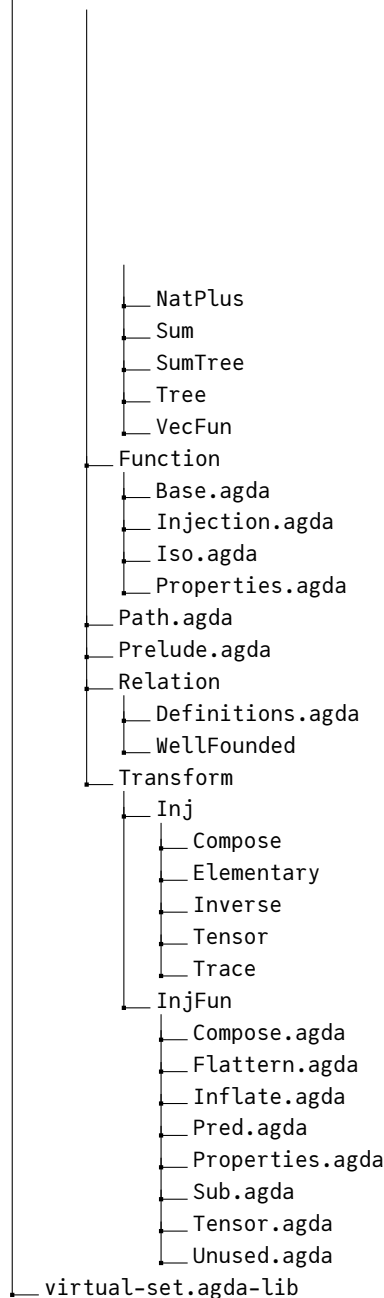 NatPlus
Sum
SumTree
Tree
VecFun
Function
Base.agda
Injection.agda
Iso.agda
Properties.agda
Path.agda
Prelude.agda
Relation
Definitions.agda
WellFounded
Transform
Inj
Compose
Elementary
Inverse
Tensor
Trace
InjFun
Compose.agda
Flattern.agda
Inflate.agda
Pred.agda
Properties.agda
Sub.agda
Tensor.agda
Unused.agda
virtual-set.agda-lib